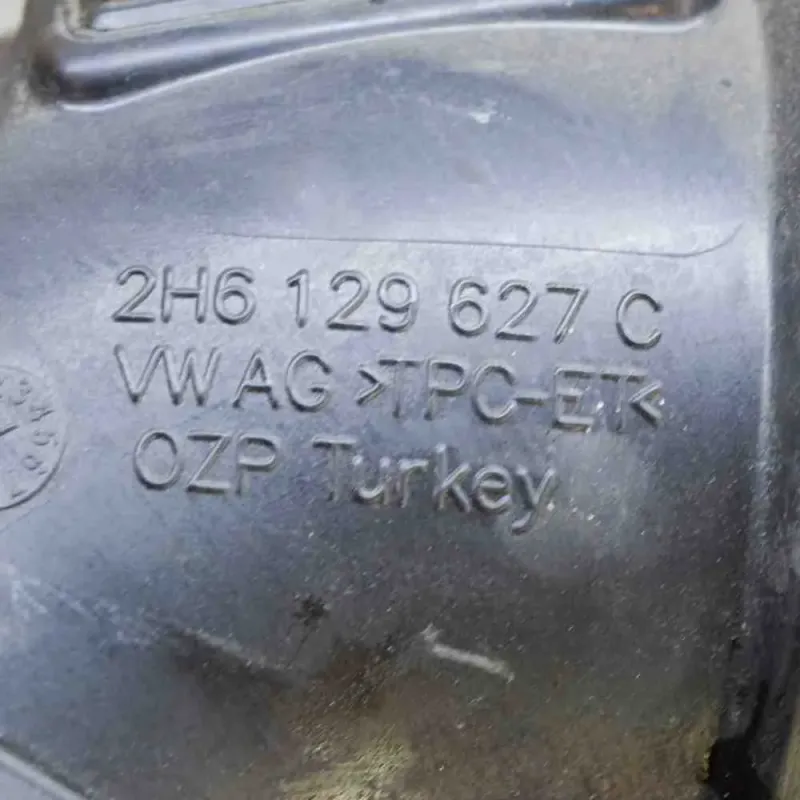 2H6 129 627 C
VW AG >TPC-ET<
OZP Turkey